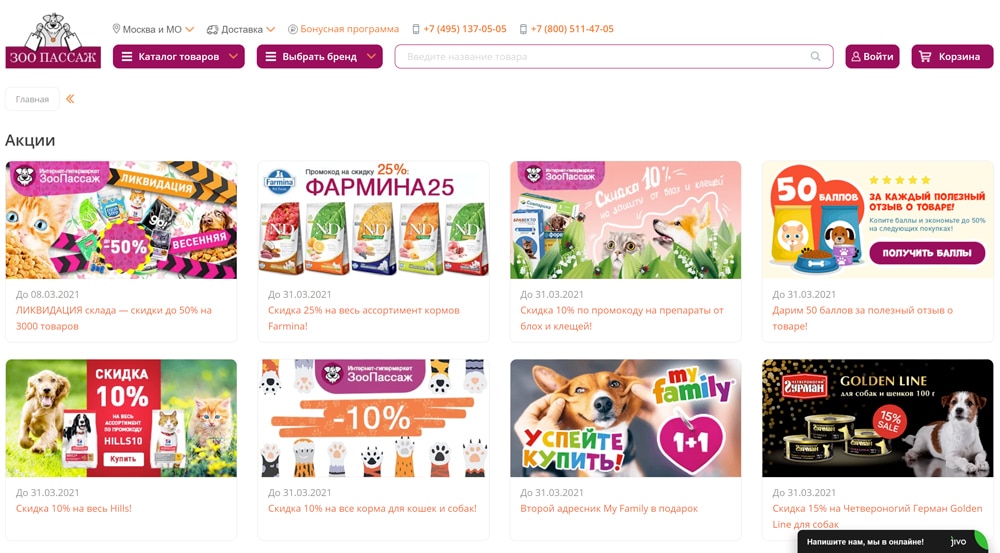 Москва и МО
Доставка
Бонусная программа
+7 (495) 137-05-05
+7 (800) 511-47-05
ЗОО ПАССАЖ
Каталог товаров
Выбрать бренд
Введите название товара
Войти
Корзина
Главная
Акции
Интернет-гипермаркет
ЗооПассаж
ЛИКВИДАЦИЯ
-50%
ВЕСЕННЯЯ
До 08.03.2021
ЛИКВИДАЦИЯ склада — скидки до 50% на
3000 товаров
Farmina
Промокод на скидку 25%:
ФАРМИНА25
N&D
N&D
N&D
N&D
N&D
До 31.03.2021
Скидка 25% на весь ассортимент кормов
Farmina!
Интернет-гипермаркет
ЗооПассаж
Скидка 10%
на защиту от блох и клещей!
До 31.03.2021
Скидка 10% по промокоду на препараты от
блох и клещей!
50
БАЛЛОВ
ЗА КАЖДЫЙ ПОЛЕЗНЫЙ
ОТЗЫВ О ТОВАРЕ!
Копите баллы и экономьте до 50%
на следующих покупках!
ПОЛУЧИТЬ БАЛЛЫ
До 31.03.2021
Дарим 50 баллов за полезный отзыв о
товаре!
СКИДКА
10%
НА ВЕСЬ
АССОРТИМЕНТ
ПО ПРОМОКОДУ
HILLS10
Купить
До 31.03.2021
Скидка 10% на весь Hills!
Интернет-гипермаркет
ЗооПассаж
-10%
До 31.03.2021
Скидка 10% на все корма для кошек и собак!
my
family
УСПЕЙТЕ
КУПИТЬ!
1+1
До 31.03.2021
Второй адресник My Family в подарок
ЧЕТВЕРОНОГИЙ
ГУРМАН
GOLDEN LINE
для собак и щенков 100 г
15%
SALE
До 31.03.2021
Скидка 15% на Четвероногий Герман Golden
Line для собак
Напишите нам, мы в онлайне!
jivo